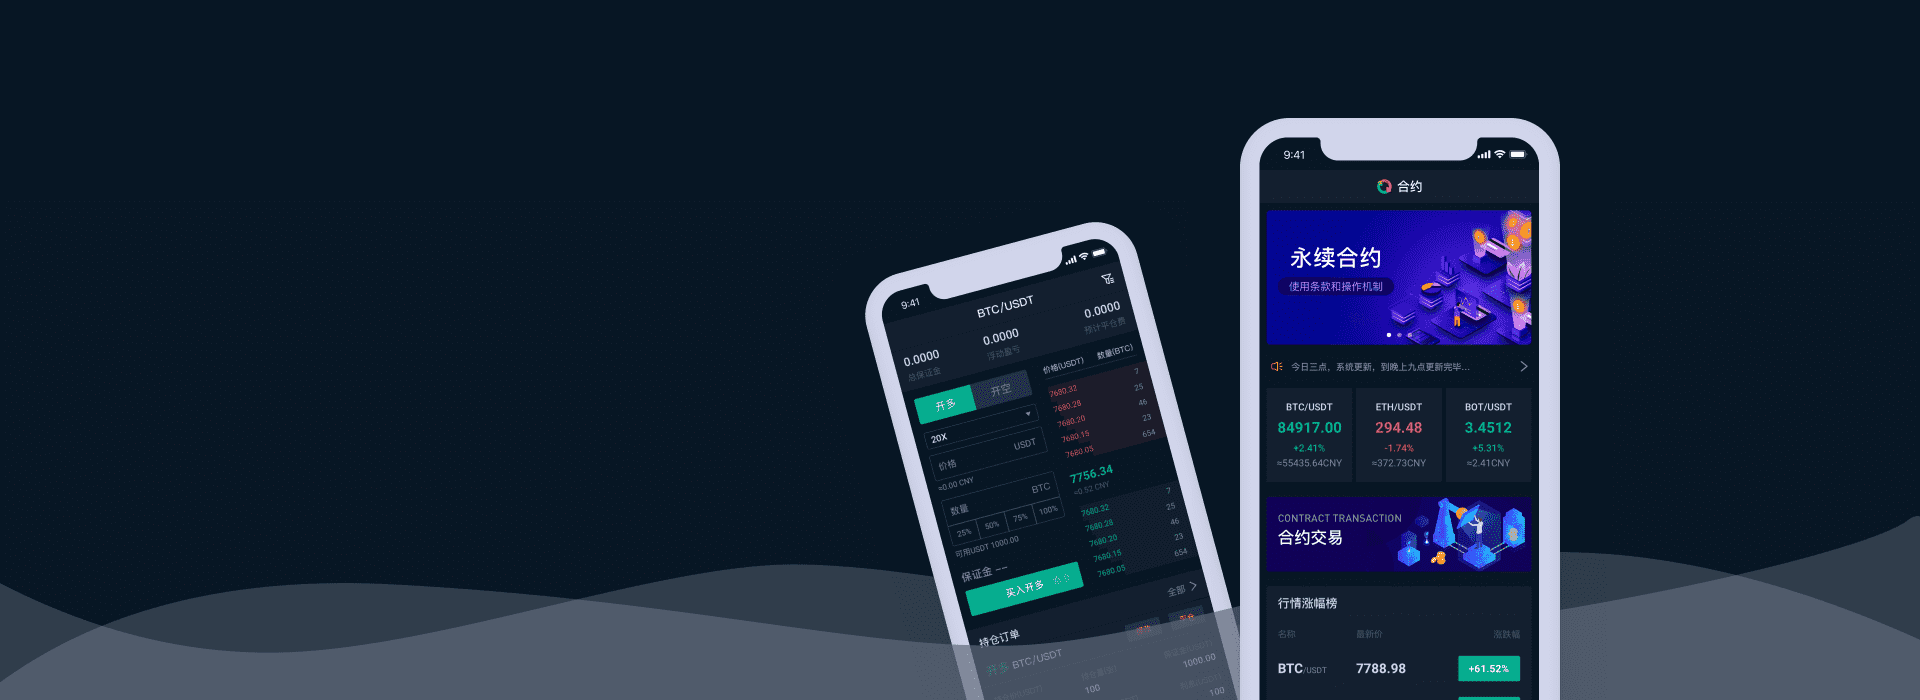 9:41
BTC/USDT
0.0000
0.0000
0.0000
总保证金
浮动盈亏
预计平仓费
开多
开空
20X
价格
USDT
≈0.00 CNY
数量
BTC
25%
50%
75%
100%
可用USDT 1000.00
保证金 --
买入开多
价格(USDT)
数量(BTC)
7680.32
7
7680.28
25
7680.20
46
7680.15
23
7680.05
654
7756.34
≈0.52 CNY
7680.32
7
7680.28
25
7680.20
46
7680.15
23
7680.05
654
持仓订单
全部
开多 BTC/USDT
1000.00
100
100
9:41
合约
永续合约
使用条款和操作机制
今日三点，系统更新，到晚上九点更新完毕...
BTC/USDT
84917.00
+2.41%
≈55435.64CNY
ETH/USDT
294.48
-1.74%
≈372.73CNY
BOT/USDT
3.4512
+5.31%
≈2.41CNY
CONTRACT TRANSACTION
合约交易
行情涨幅榜
名称
最新价
涨跌幅
BTC/USDT
7788.98
+61.52%